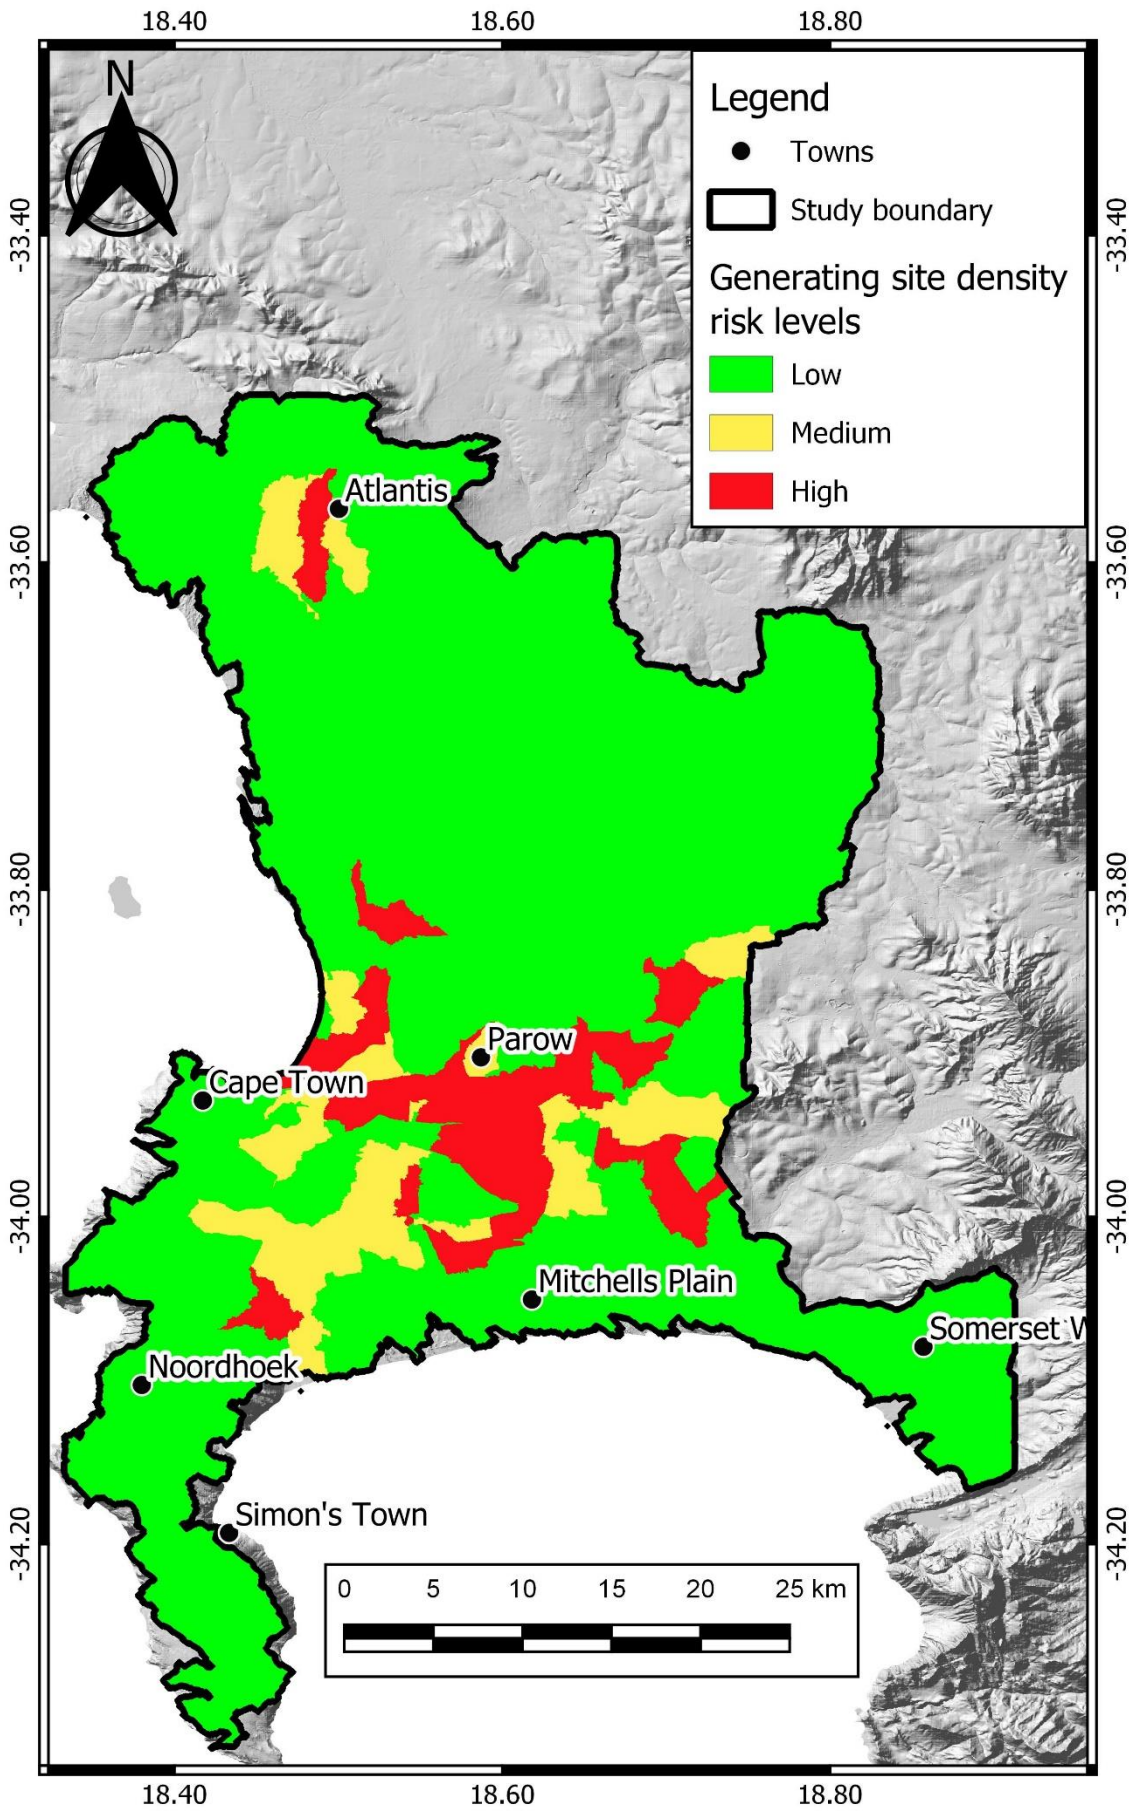 18.40 18.60 18.80
N
Legend
Towns
Study boundary
Generating site density
risk levels
Low
Medium
High
-33.40 -33.40
Atlantis
-33.60 -33.60
-33.80 -33.80
Parow
Cape Town
-34.00 -34.00
Mitchells Plain
Somerset W
Noordhoek
Simon's Town
-34.20 -34.20
0 5 10 15 20 25 km
18.40 18.60 18.80